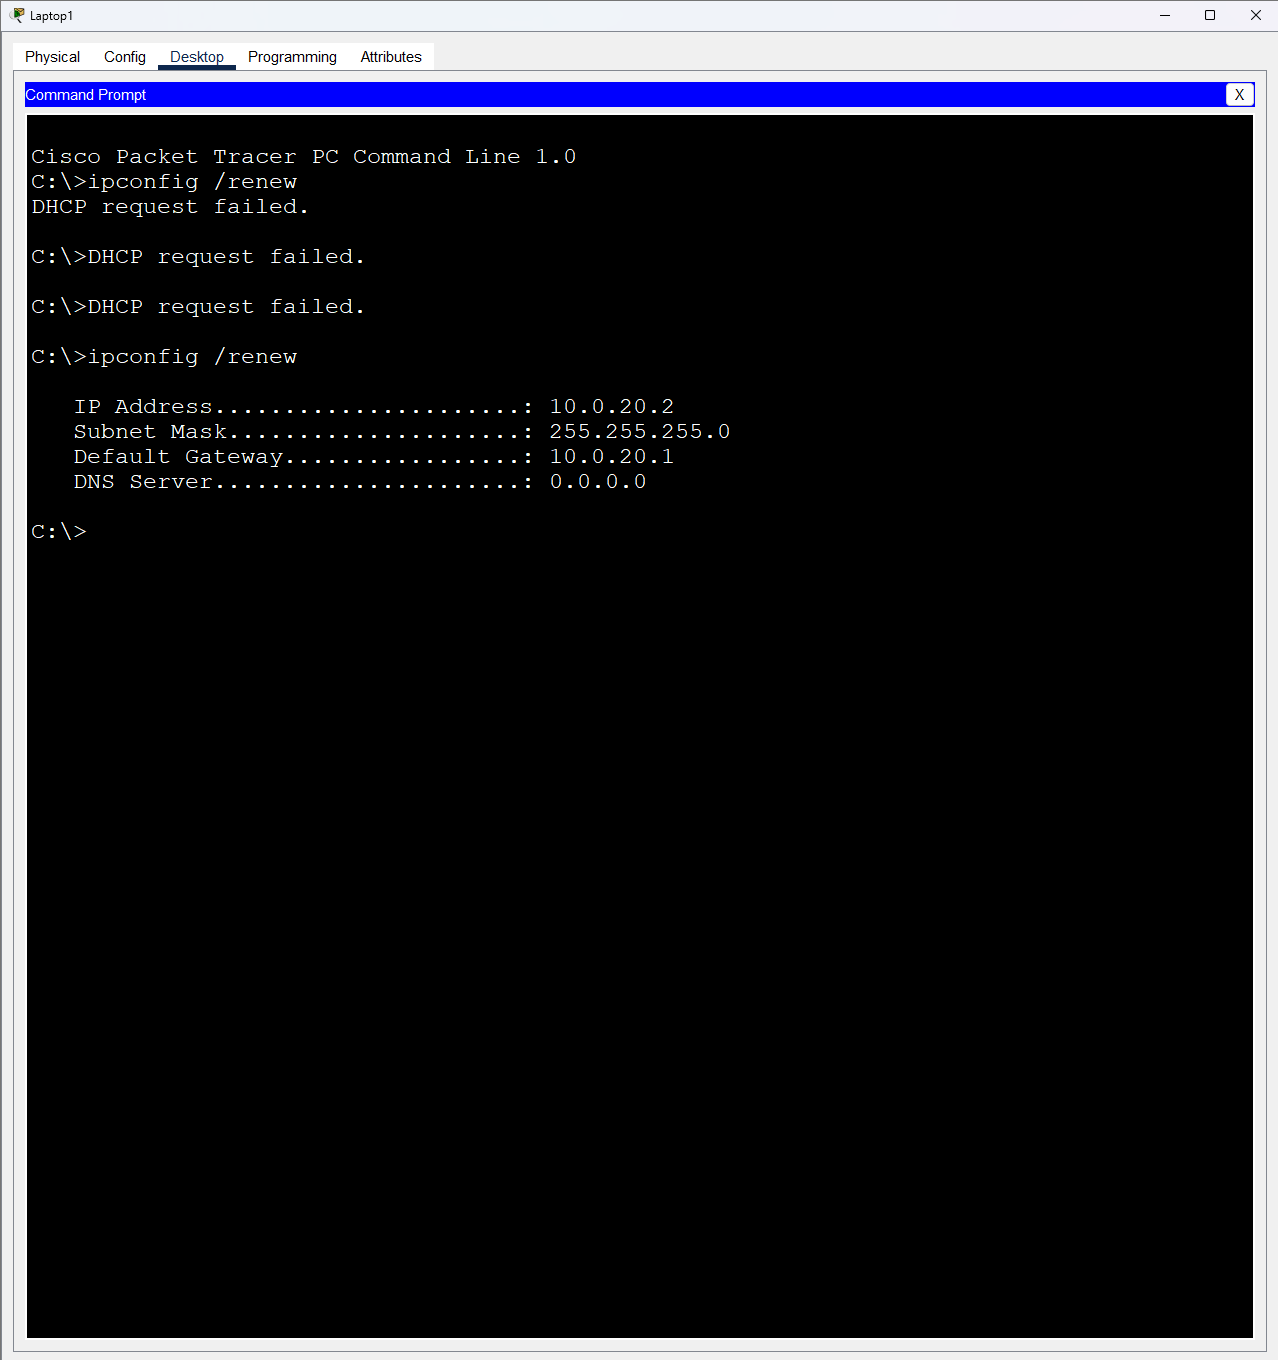 Laptop1
Physical Config Desktop Programming Attributes
Command Prompt X
Cisco Packet Tracer PC Command Line 1.0
C:\>ipconfig /renew
DHCP request failed.
C:\>DHCP request failed.
C:\>DHCP request failed.
C:\>ipconfig /renew
IP Address......................: 10.0.20.2
Subnet Mask.....................: 255.255.255.0
Default Gateway.................: 10.0.20.1
DNS Server......................: 0.0.0.0
C:\>